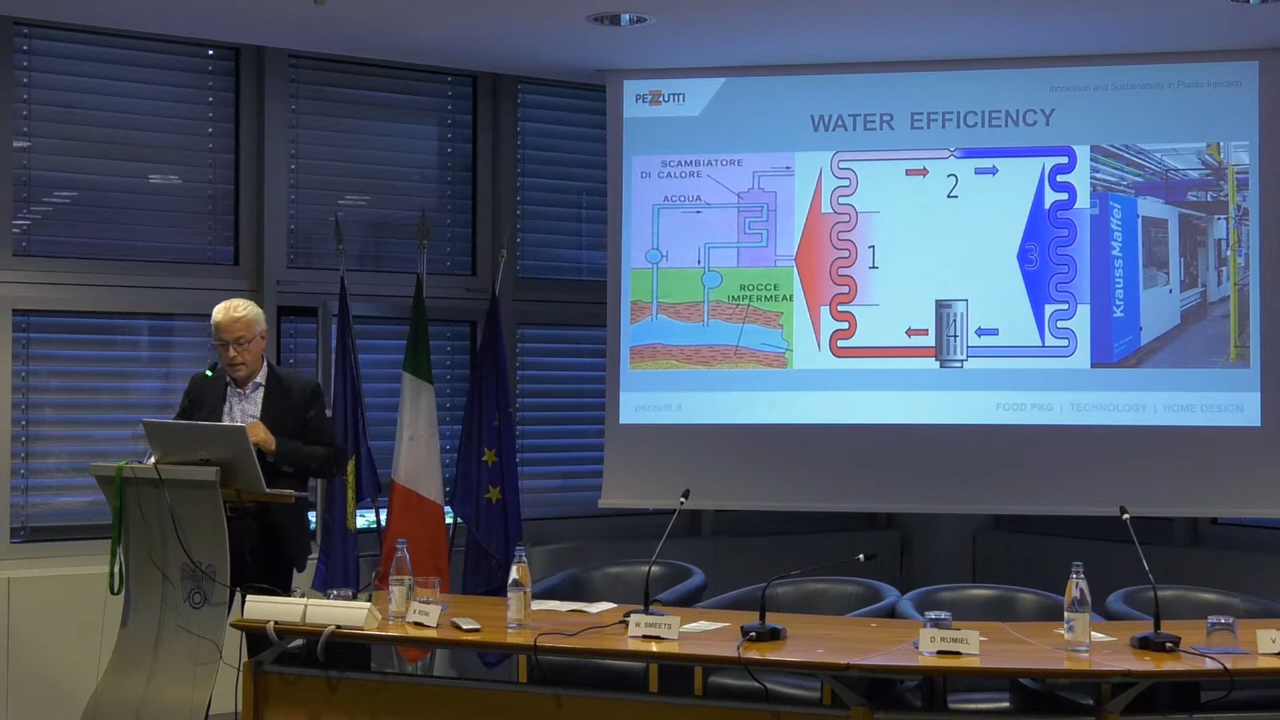 PEZZUTTI
Innovation and Sustainability in Plastic Injection
WATER EFFICIENCY
SCAMBIATORE
DI CALORE
ACQUA
ROCCE
IMPERMEAB
1
2
3
4
KraussMaffei
pezzutti.it
FOOD PKG | TECHNOLOGY | HOME DESIGN
W. SMEETS
D. RUMIEL
V.